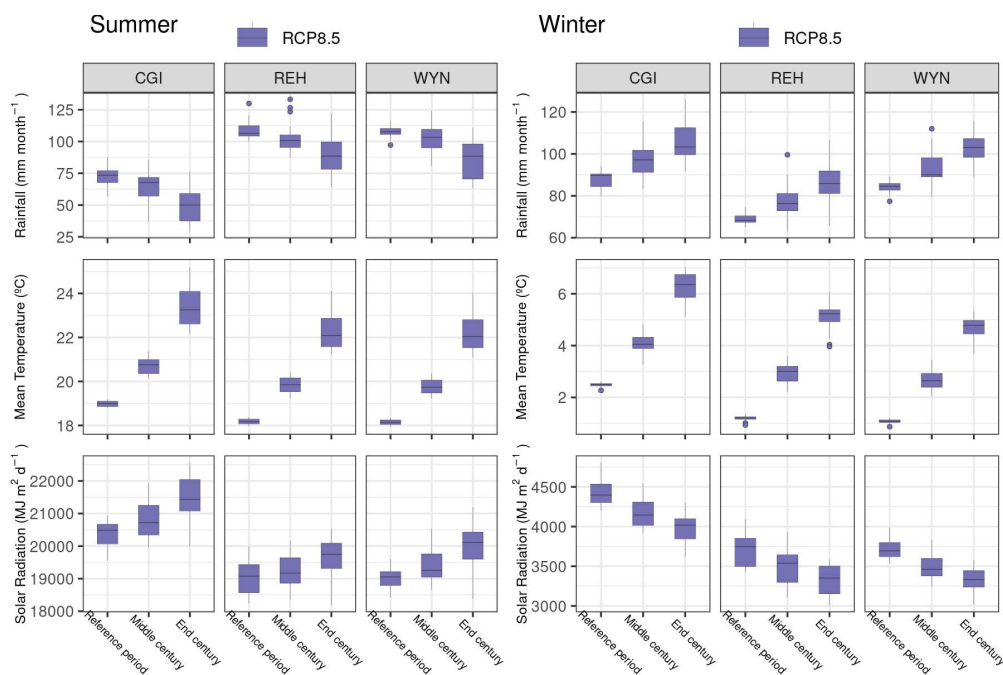 Summer
RCP8.5
Winter
RCP8.5
CGI
REH
WYN
CGI
REH
WYN
Rainfall (mm month⁻¹ )
125
100
75
50
25
Rainfall (mm month⁻¹ )
120
100
80
60
Mean Temperature (ºC)
24
22
20
18
Mean Temperature (ºC)
6
4
2
Solar Radiation (MJ m² d⁻¹ )
22000
21000
20000
19000
18000
Solar Radiation (MJ m² d⁻¹ )
4500
4000
3500
3000
Reference period
Middle century
End century
Reference period
Middle century
End century
Reference period
Middle century
End century
Reference period
Middle century
End century
Reference period
Middle century
End century
Reference period
Middle century
End century